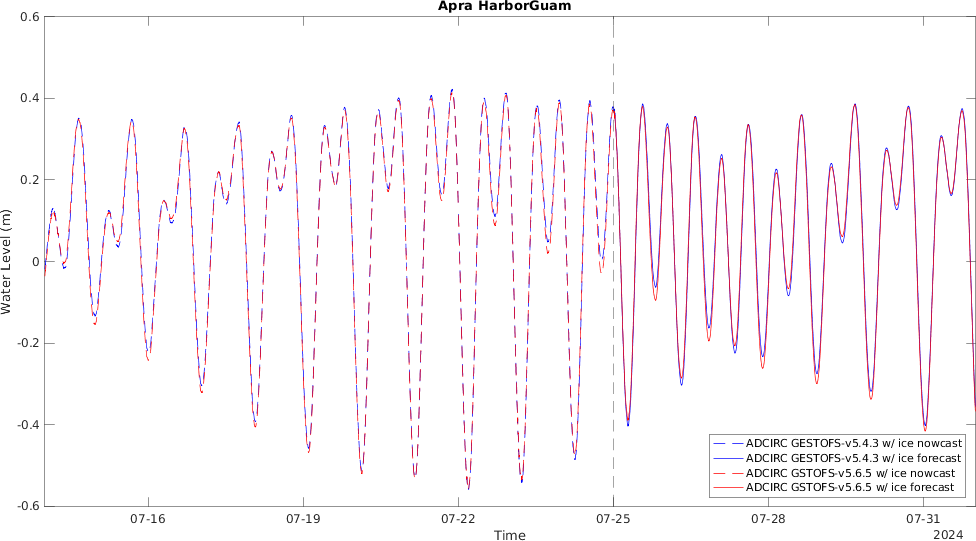 Apra HarborGuam
0.6
0.4
0.2
0
-0.2
-0.4
-0.6
Water Level (m)
07-16
07-19
07-22
07-25
07-28
07-31
Time
2024
ADCIRC GESTOFS-v5.4.3 w/ ice nowcast
ADCIRC GESTOFS-v5.4.3 w/ ice forecast
ADCIRC GSTOFS-v5.6.5 w/ ice nowcast
ADCIRC GSTOFS-v5.6.5 w/ ice forecast